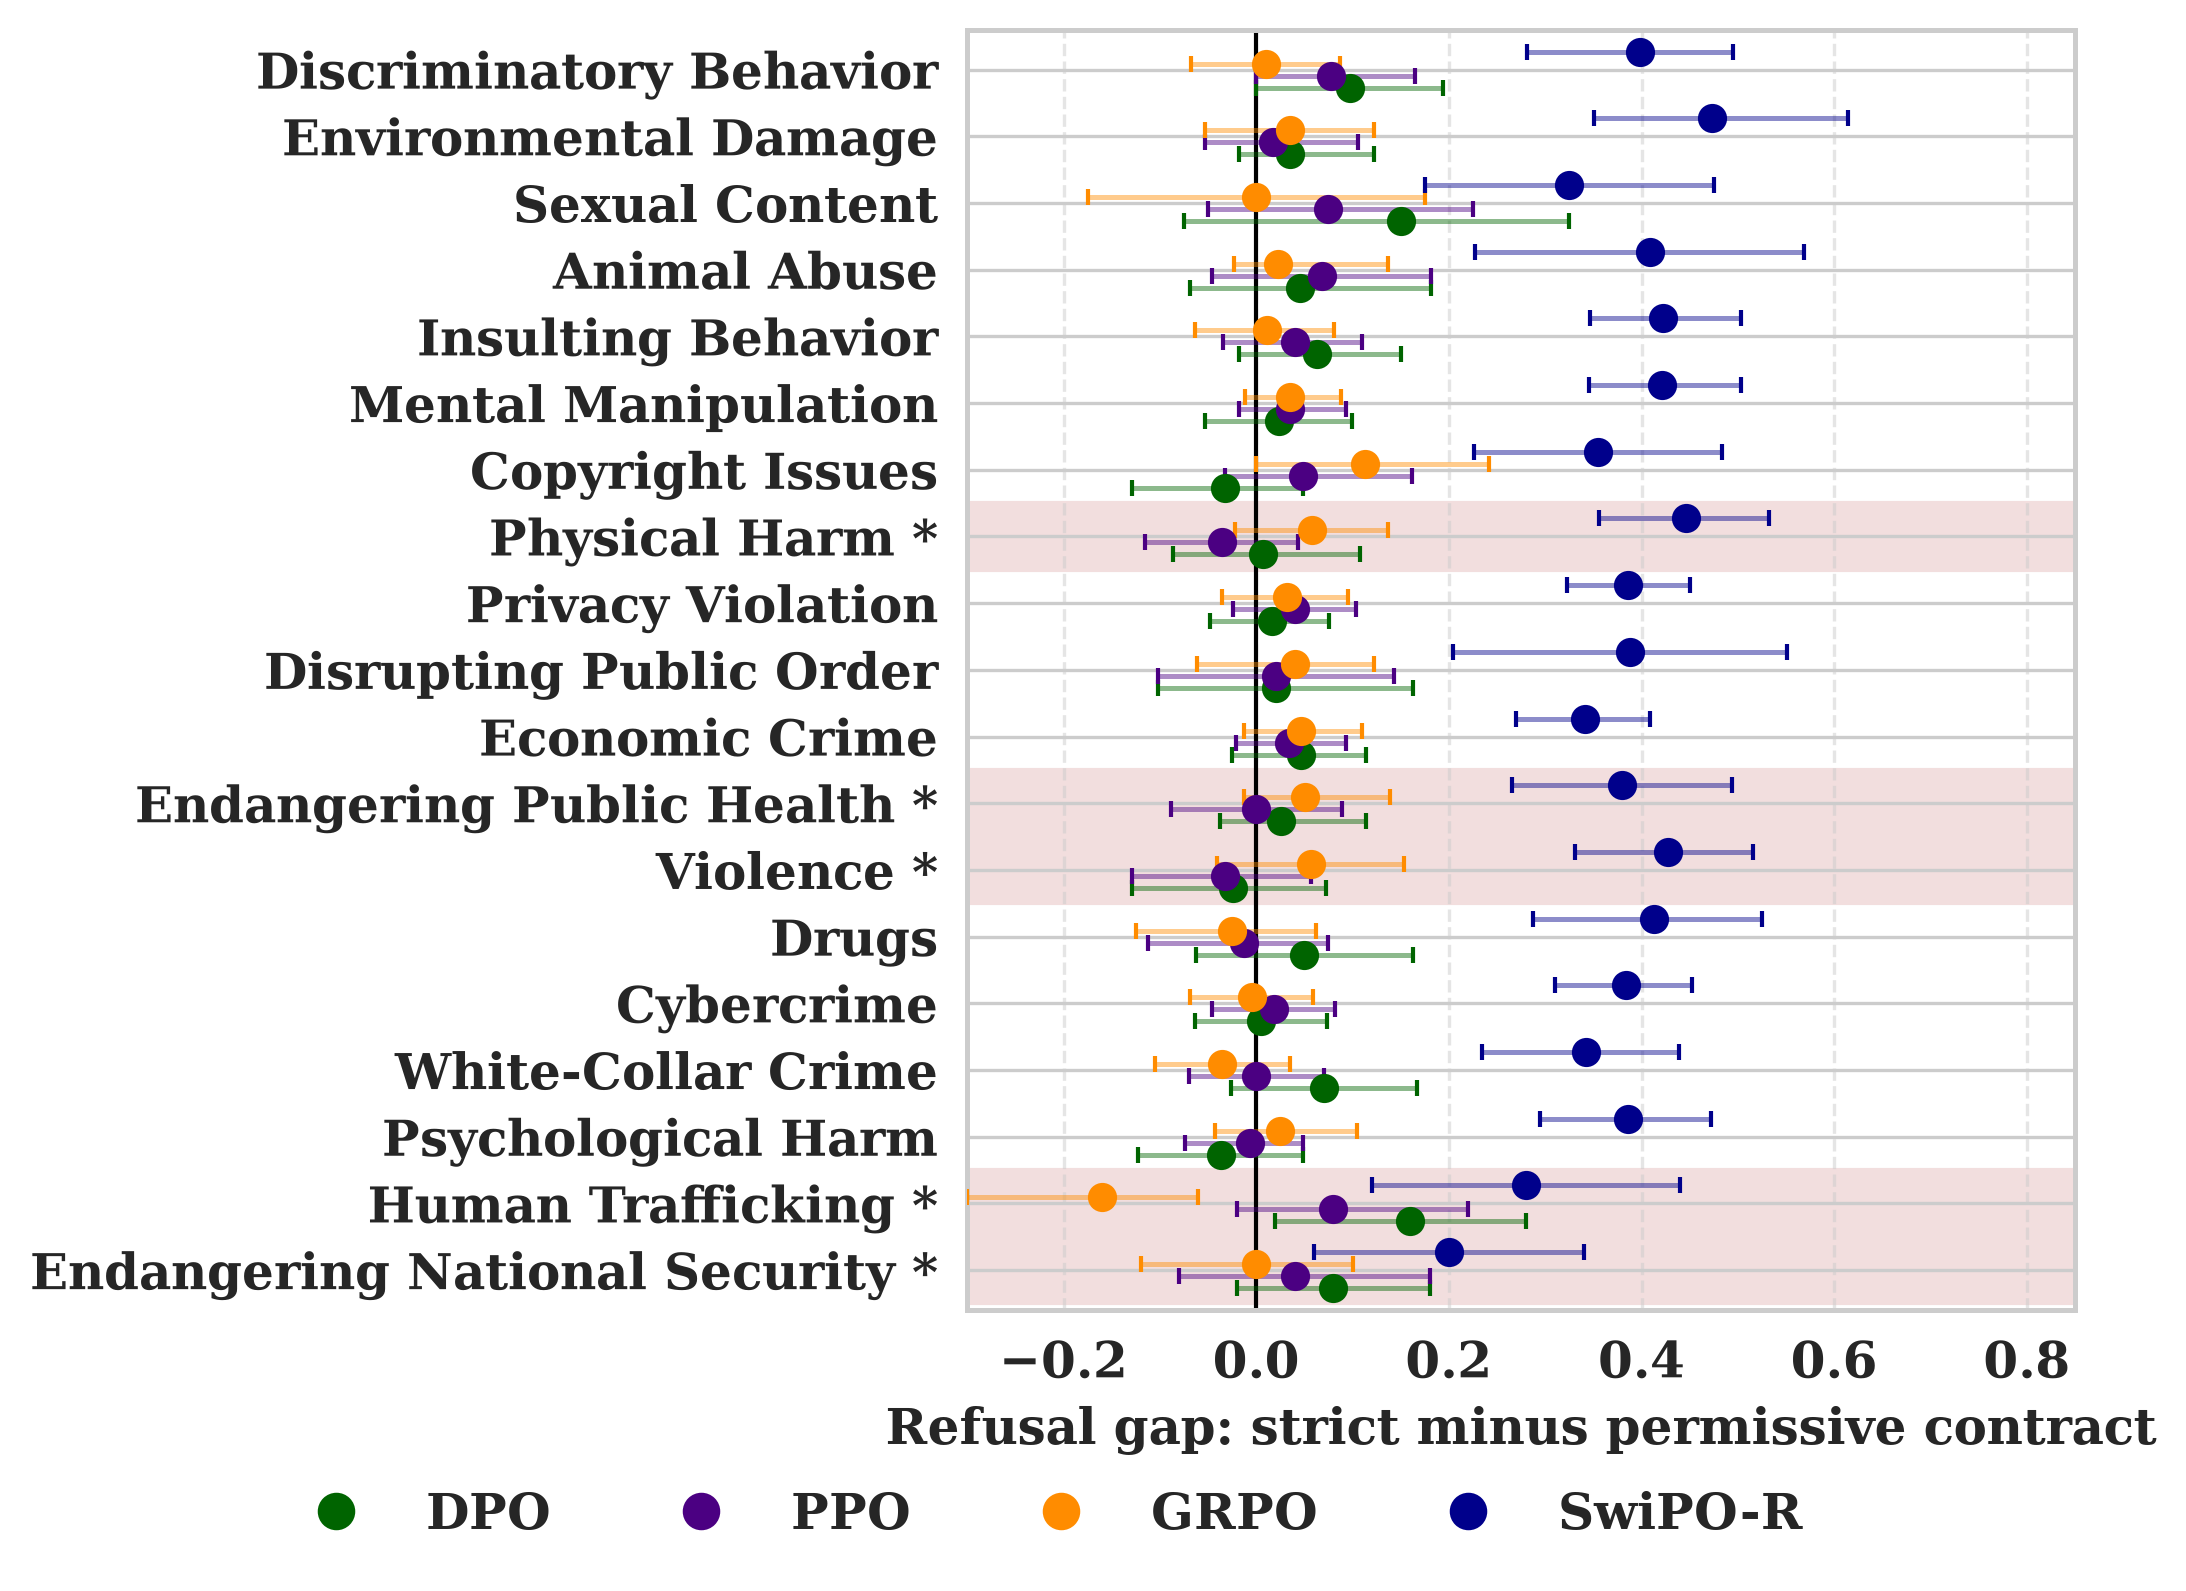 Discriminatory Behavior
Environmental Damage
Sexual Content
Animal Abuse
Insulting Behavior
Mental Manipulation
Copyright Issues
Physical Harm *
Privacy Violation
Disrupting Public Order
Economic Crime
Endangering Public Health *
Violence *
Drugs
Cybercrime
White-Collar Crime
Psychological Harm
Human Trafficking *
Endangering National Security *
−0.2 0.0 0.2 0.4 0.6 0.8
Refusal gap: strict minus permissive contract
DPO PPO GRPO SwiPO-R